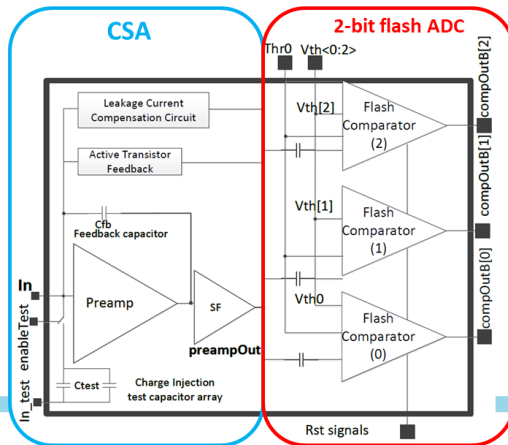 CSA
2-bit flash ADC
Thr0
Vth<0:2>
Leakage Current
Compensation Circuit
Active Transistor
Feedback
Cfb
Feedback capacitor
Preamp
SF
preampOut
In
enableTest
In_test
Ctest
Charge Injection
test capacitor array
Vth[2]
Flash
Comparator
(2)
Vth[1]
Flash
Comparator
(1)
Vth0
Flash
Comparator
(0)
compOutB[2]
compOutB[1]
compOutB[0]
Rst signals